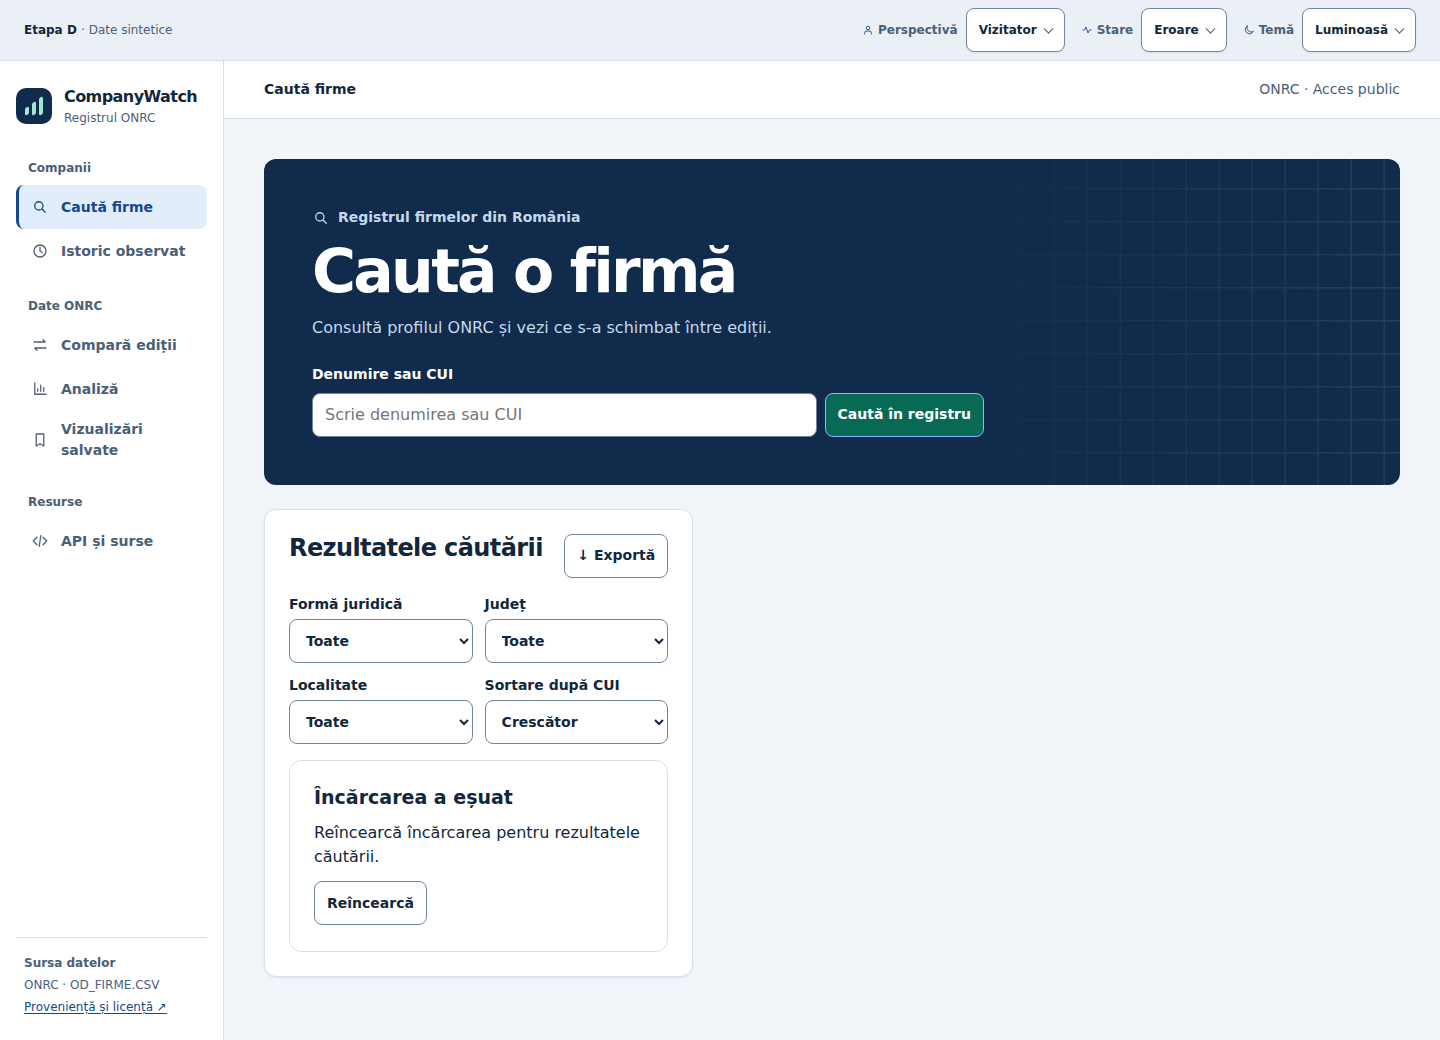 Etapa D · Date sintetice
Perspectivă Vizitator Stare Eroare Temă Luminoasă
CompanyWatch
Registrul ONRC
Companii
Caută firme
Istoric observat
Date ONRC
Compară ediții
Analiză
Vizualizări
salvate
Resurse
API și surse
Sursa datelor
ONRC · OD_FIRME.CSV
Proveniență și licență ↗
Caută firme
ONRC · Acces public
Registrul firmelor din România
Caută o firmă
Consultă profilul ONRC și vezi ce s-a schimbat între ediții.
Denumire sau CUI
Scrie denumirea sau CUI
Caută în registru
Rezultatele căutării
↓ Exportă
Formă juridică Județ
Toate Toate
Localitate Sortare după CUI
Toate Crescător
Încărcarea a eșuat
Reîncearcă încărcarea pentru rezultatele
căutării.
Reîncearcă